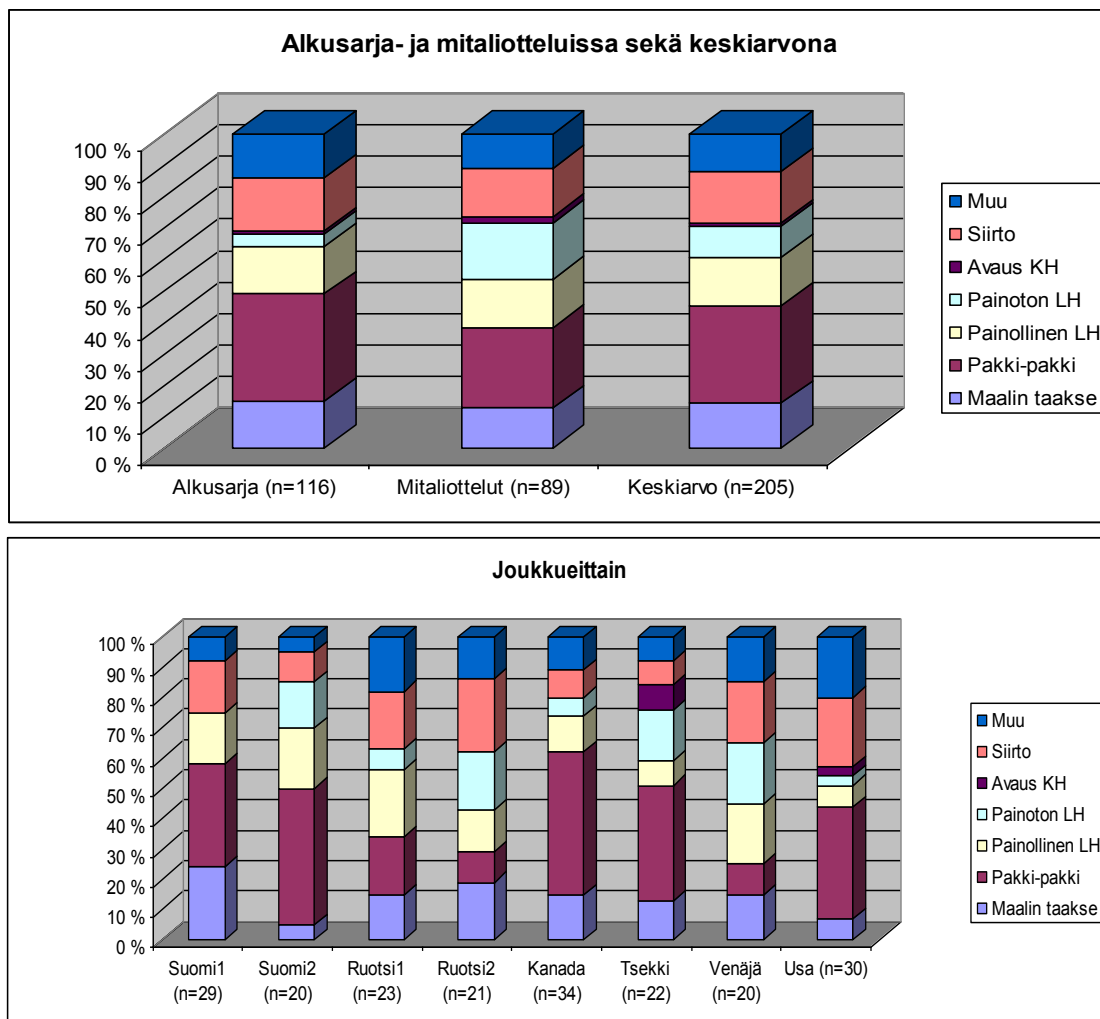 Alkusarja- ja mitaliotteluissa sekä keskiarvona
100 %
90 %
80 %
70 %
60 %
50 %
40 %
30 %
20 %
10 %
0 %
Alkusarja (n=116) Mitaliottelut (n=89) Keskiarvo (n=205)
Muu
Siirto
Avaus KH
Painoton LH
Painollinen LH
Pakki-pakki
Maalin taakse
Joukkueittain
100 %
90 %
80 %
70 %
60 %
50 %
40 %
30 %
20 %
10 %
0 %
Suomi1 Suomi2 Ruotsi1 Ruotsi2 Kanada Tsekki Venäjä Usa (n=30)
(n=29) (n=20) (n=23) (n=21) (n=34) (n=22) (n=20)
Muu
Siirto
Avaus KH
Painoton LH
Painollinen LH
Pakki-pakki
Maalin taakse